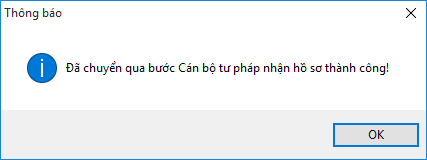 Thông báo
Đã chuyển qua bước Cán bộ tư pháp nhận hồ sơ thành công!
OK